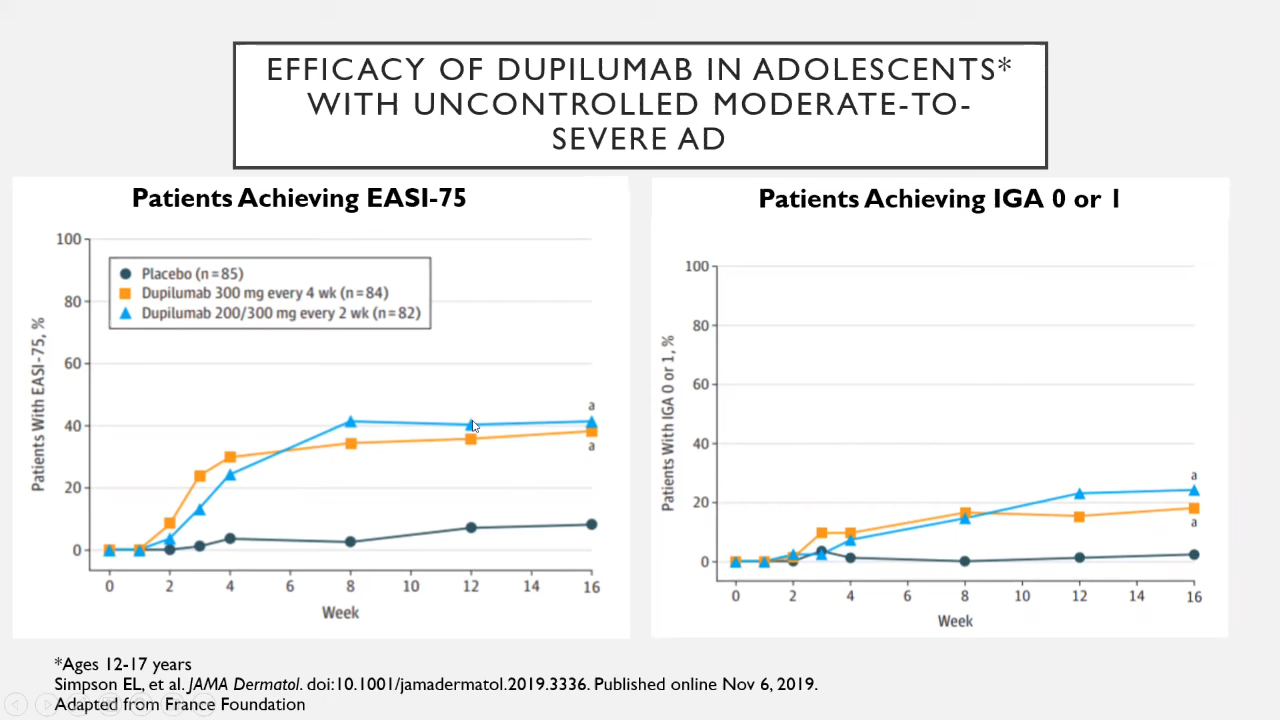 EFFICACY OF DUPILUMAB IN ADOLESCENTS*
WITH UNCONTROLLED MODERATE-TO-
SEVERE AD
Patients Achieving EASI-75
100
80
60
40
20
0
Patients With EASI-75, %
Placebo (n=85)
Dupilumab 300 mg every 4 wk (n=84)
Dupilumab 200/300 mg every 2 wk (n=82)
a
a
0 2 4 6 8 10 12 14 16
Week
Patients Achieving IGA 0 or 1
100
80
60
40
20
0
Patients With IGA 0 or 1, %
a
a
0 2 4 6 8 10 12 14 16
Week
*Ages 12-17 years
Simpson EL, et al. JAMA Dermatol. doi:10.1001/jamadermatol.2019.3336. Published online Nov 6, 2019.
Adapted from France Foundation